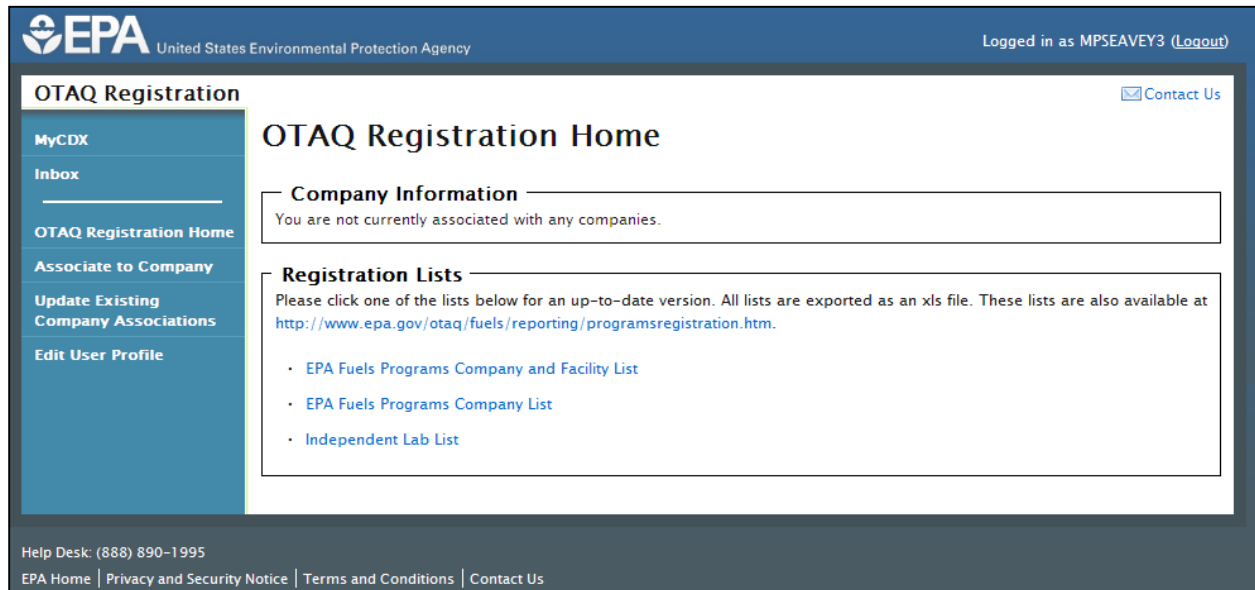 EPA United States Environmental Protection Agency
Logged in as MPSEAVEY3 (Logout)
OTAQ Registration
Contact Us
MyCDX
Inbox
OTAQ Registration Home
Associate to Company
Update Existing
Company Associations
Edit User Profile
OTAQ Registration Home
Company Information
You are not currently associated with any companies.
Registration Lists
Please click one of the lists below for an up-to-date version. All lists are exported as an xls file. These lists are also available at
http://www.epa.gov/otaq/fuels/reporting/programsregistration.htm.
· EPA Fuels Programs Company and Facility List
· EPA Fuels Programs Company List
· Independent Lab List
Help Desk: (888) 890-1995
EPA Home | Privacy and Security Notice | Terms and Conditions | Contact Us